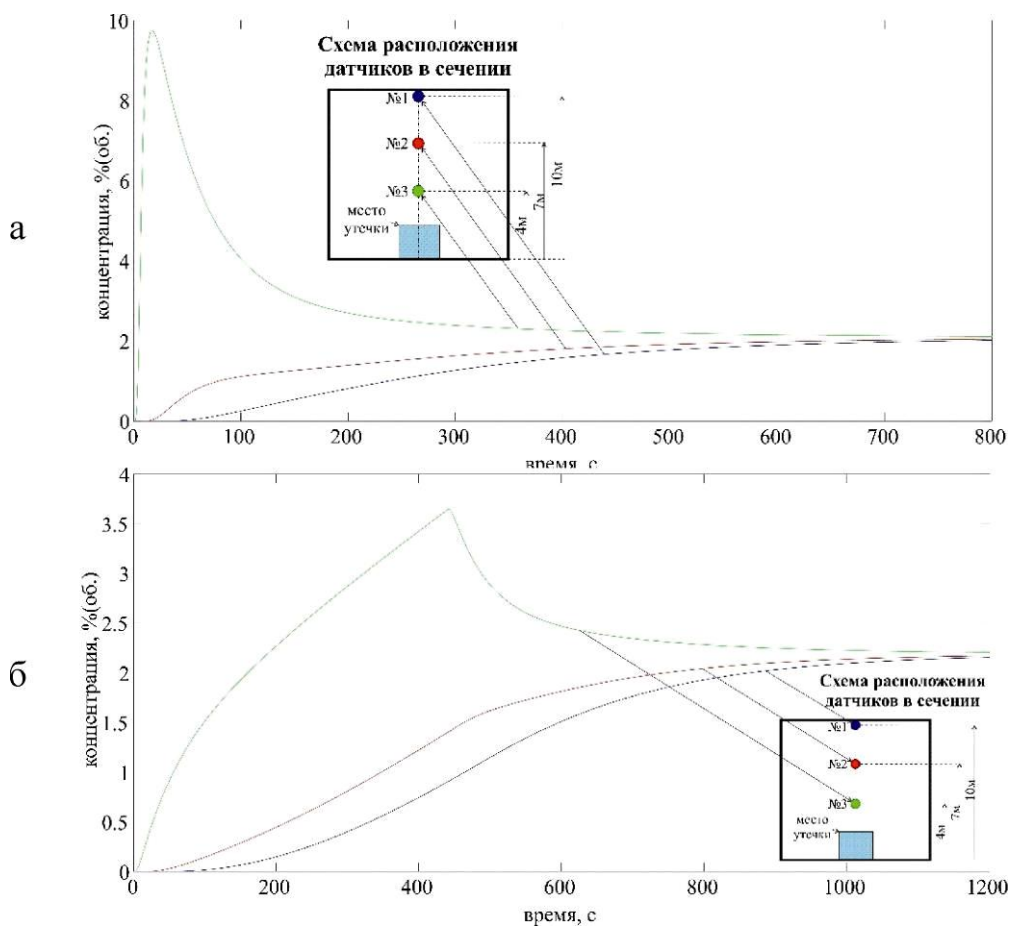 а
концентрация, %(об.)
10
8
6
4
2
0
Схема расположения
датчиков в сечении
№1
№2
№3
место
утечки
4м
7м
10м
0 100 200 300 400 500 600 700 800
время, с
б
концентрация, %(об.)
4
3.5
3
2.5
2
1.5
1
0.5
0
Схема расположения
датчиков в сечении
№1
№2
№3
место
утечки
4м
7м
10м
0 200 400 600 800 1000 1200
время, с